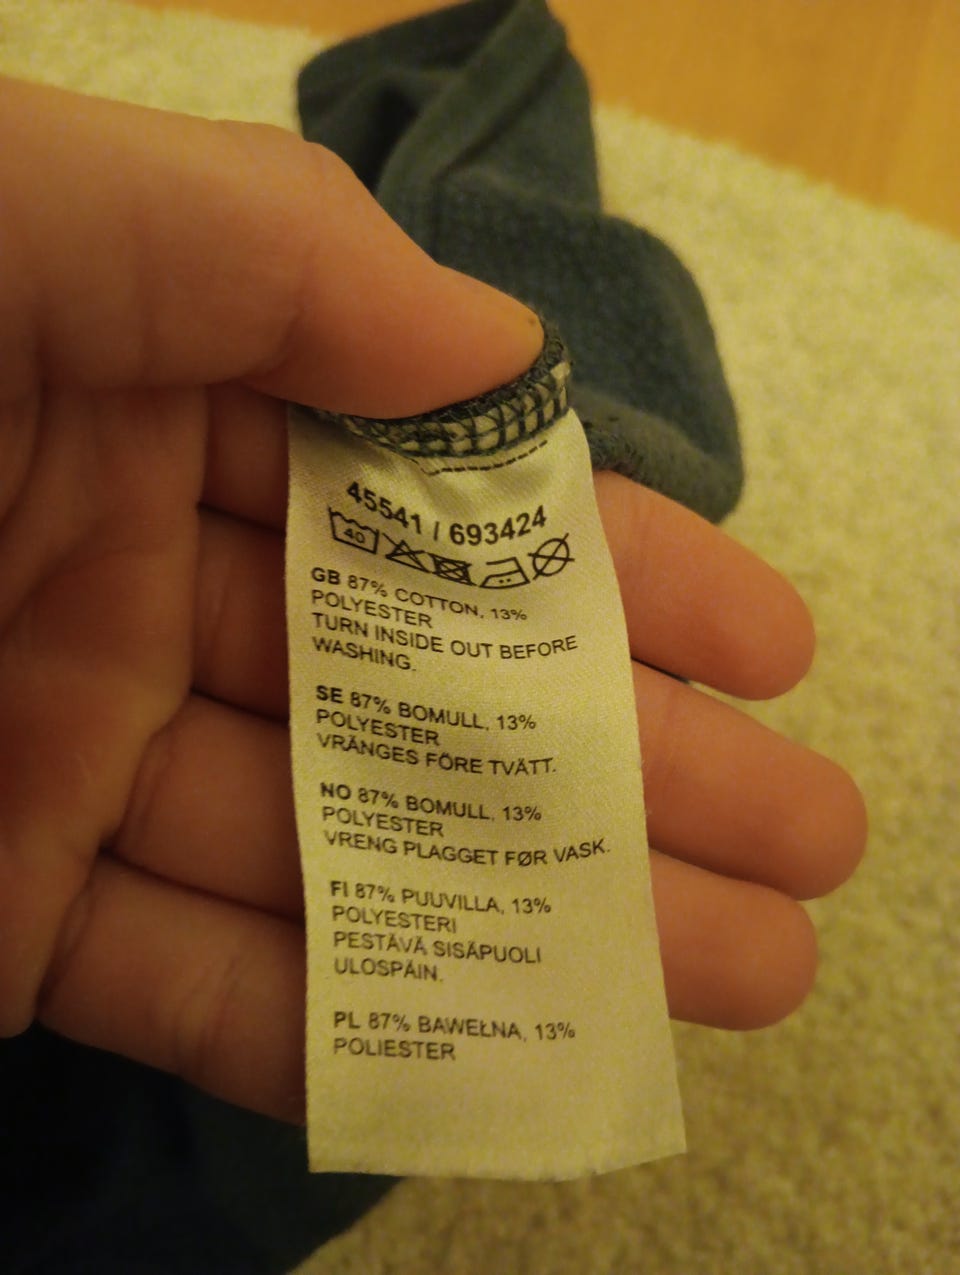 45541 / 693424
40
GB 87% COTTON, 13%
POLYESTER
TURN INSIDE OUT BEFORE
WASHING.
SE 87% BOMULL, 13%
POLYESTER
VRÄNGES FÖRE TVÄTT.
NO 87% BOMULL, 13%
POLYESTER
VRENG PLAGGET FØR VASK.
FI 87% PUUVILLA, 13%
POLYESTERI
PESTÄVÄ SISÄPUOLI
ULOSPÄIN.
PL 87% BAWEŁNA, 13%
POLIESTER